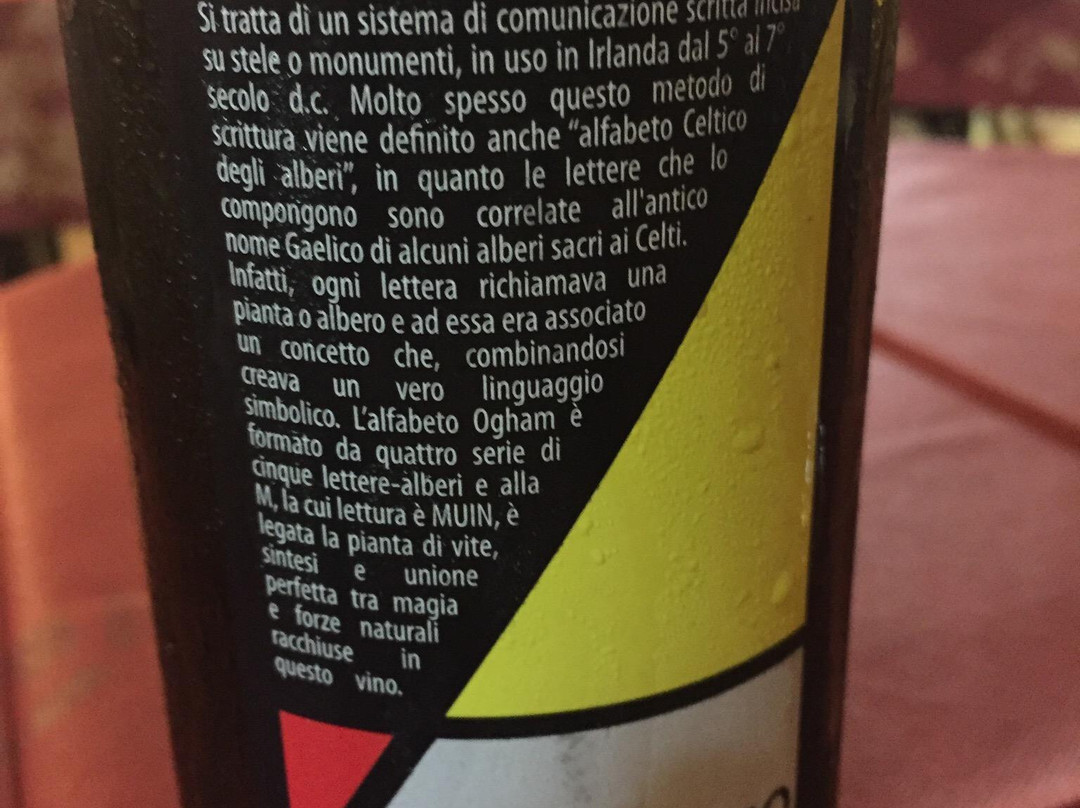 Si tratta di un sistema di comunicazione scritta incisa
su stele o monumenti, in uso in Irlanda dal 5° al 7°
secolo d.c. Molto spesso questo metodo di
scrittura viene definito anche “alfabeto Celtico
degli alberi”, in quanto le lettere che lo
compongono sono correlate all'antico
nome Gaelico di alcuni alberi sacri ai Celti.
Infatti, ogni lettera richiamava una
pianta o albero e ad essa era associato
un concetto che, combinandosi
creava un vero linguaggio
simbolico. L’alfabeto Ogham è
formato da quattro serie di
cinque lettere-alberi e alla
M, la cui lettura è MUIN, è
legata la pianta di vite,
sintesi e unione
perfetta tra magia
e forze naturali
racchiuse in
questo vino.